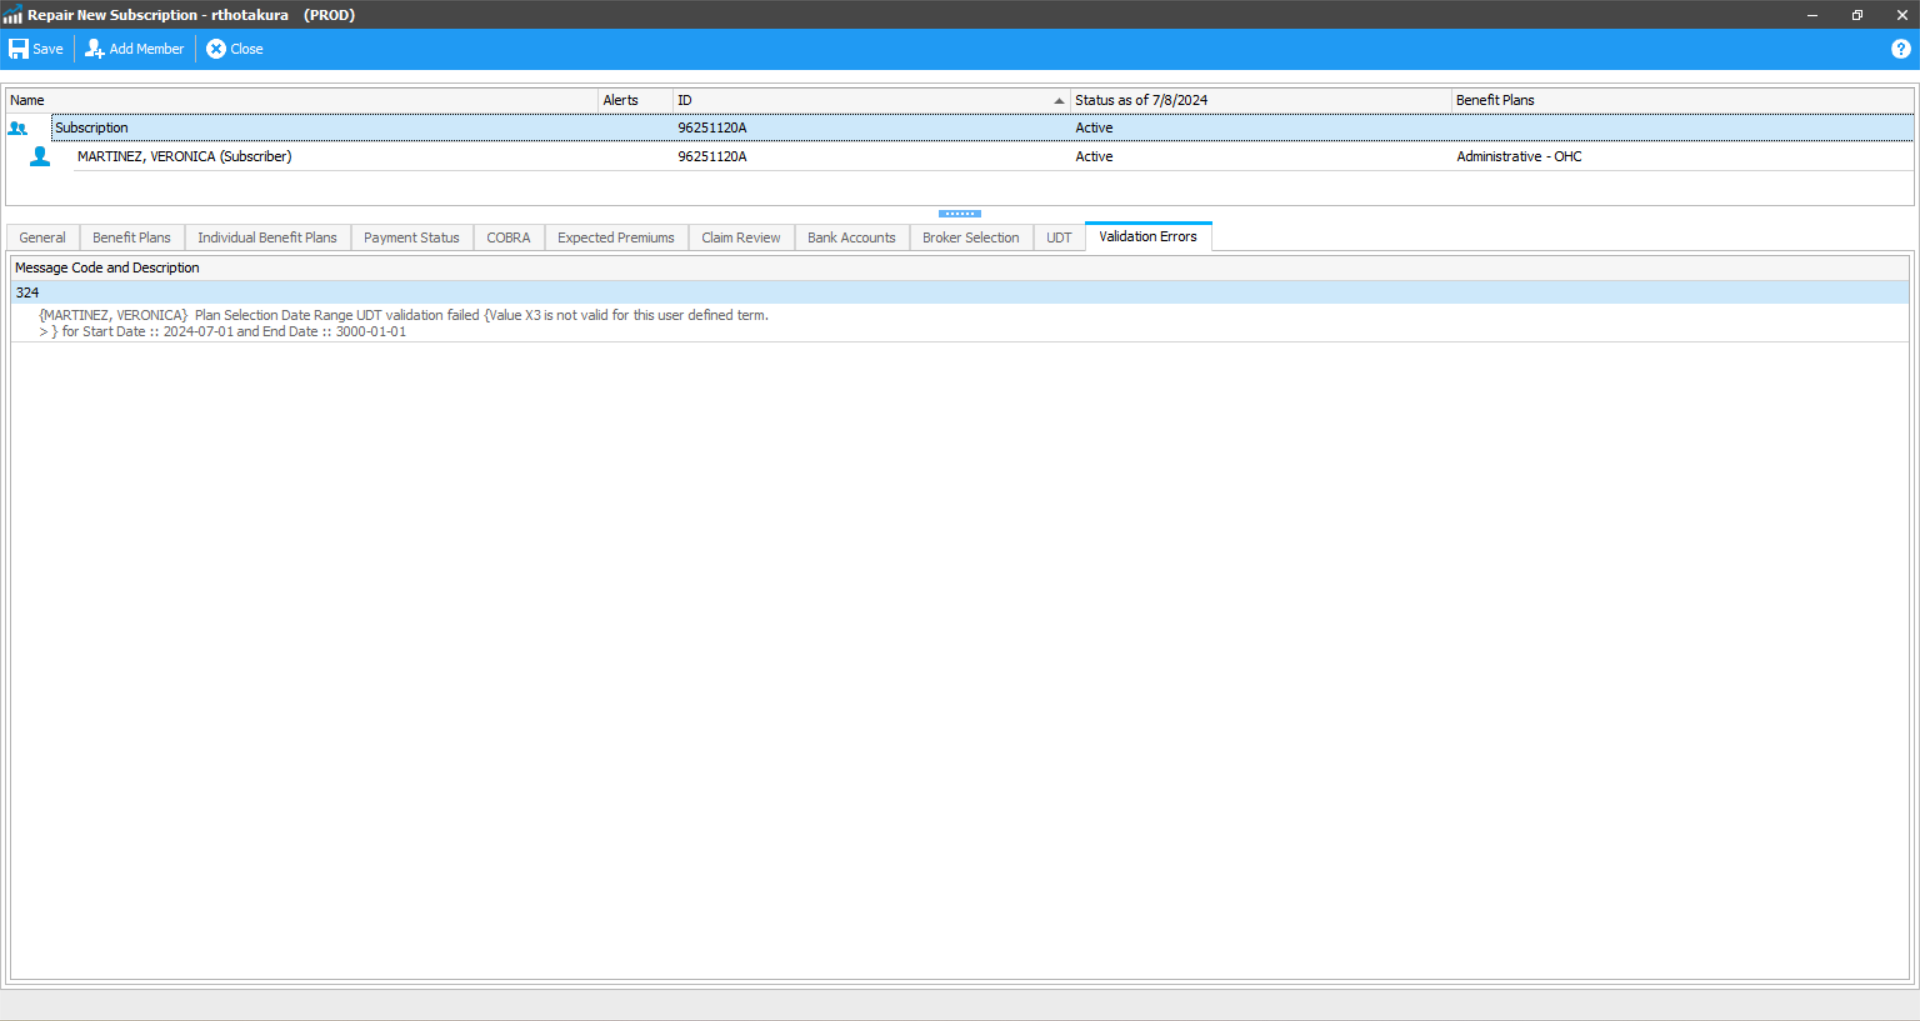 Repair New Subscription - rthotakura (PROD)
Save Add Member Close
Name Alerts ID Status as of 7/8/2024 Benefit Plans
Subscription 96251120A Active
MARTINEZ, VERONICA (Subscriber) 96251120A Active Administrative - OHC
General Benefit Plans Individual Benefit Plans Payment Status COBRA Expected Premiums Claim Review Bank Accounts Broker Selection UDT Validation Errors
Message Code and Description
324
{MARTINEZ, VERONICA} Plan Selection Date Range UDT validation failed {Value X3 is not valid for this user defined term.
> } for Start Date :: 2024-07-01 and End Date :: 3000-01-01